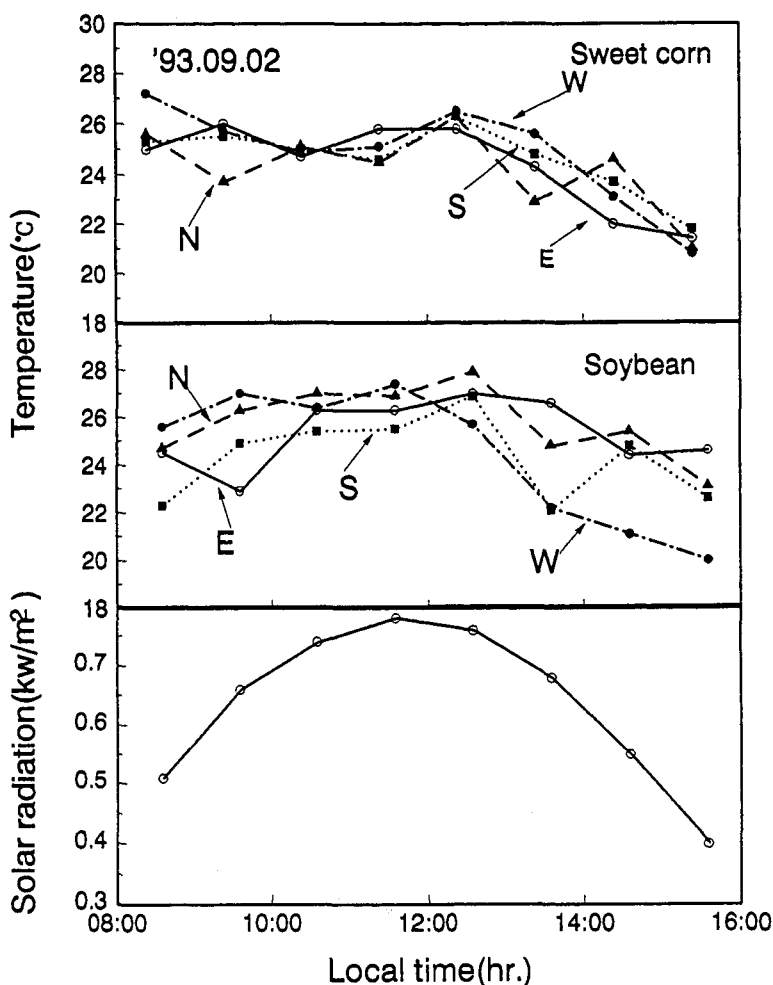 30
28
26
24
22
20
18
'93.09.02
Sweet corn
W
N
S
E
Temperature(℃)
28
26
24
22
20
18
Soybean
N
S
E
W
Solar radiation(kw/m²)
0.7
0.6
0.5
0.4
0.3
08:00 10:00 12:00 14:00 16:00
Local time(hr.)